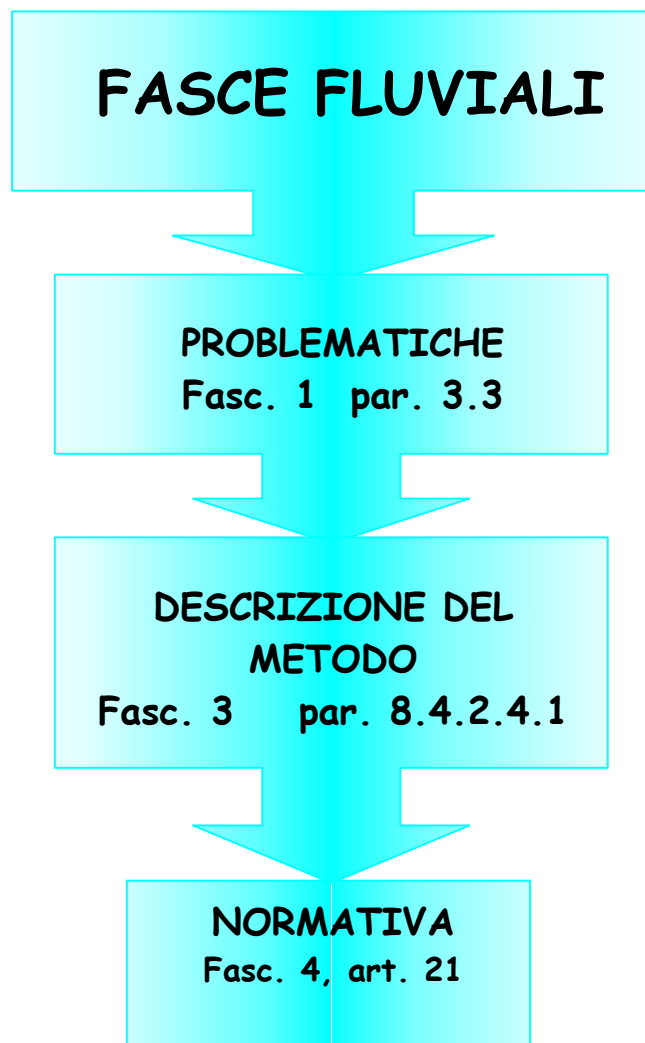 FASCE FLUVIALI
PROBLEMATICHE
Fasc. 1 par. 3.3
DESCRIZIONE DEL
METODO
Fasc. 3 par. 8.4.2.4.1
NORMATIVA
Fasc. 4, art. 21